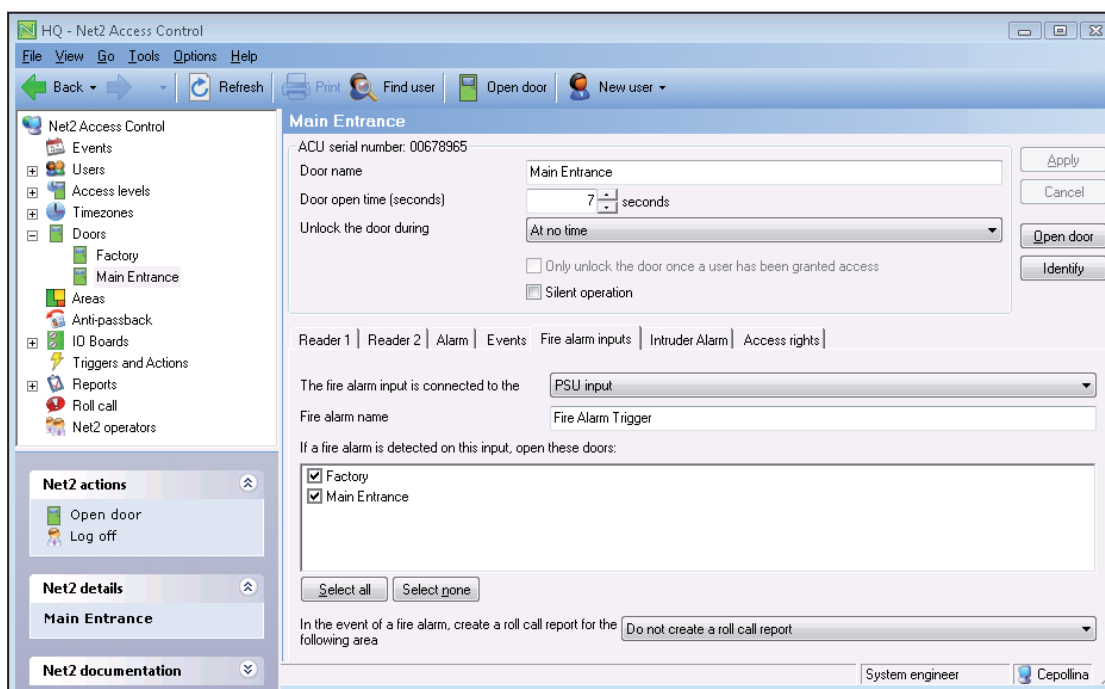 HQ - Net2 Access Control
File View Go Tools Options Help
Back Refresh Print Find user Open door New user
Net2 Access Control
Events
Users
Access levels
Timezones
Doors
Factory
Main Entrance
Areas
Anti-passback
IO Boards
Triggers and Actions
Reports
Roll call
Net2 operators
Net2 actions
Open door
Log off
Net2 details
Main Entrance
Net2 documentation
Main Entrance
ACU serial number: 00678965
Door name Main Entrance
Door open time (seconds) 7 seconds
Unlock the door during At no time
Only unlock the door once a user has been granted access
Silent operation
Apply
Cancel
Open door
Identify
Reader 1 Reader 2 Alarm Events Fire alarm inputs Intruder Alarm Access rights
The fire alarm input is connected to the PSU input
Fire alarm name Fire Alarm Trigger
If a fire alarm is detected on this input, open these doors:
Factory
Main Entrance
Select all Select none
In the event of a fire alarm, create a roll call report for the Do not create a roll call report
following area
System engineer Cepollina